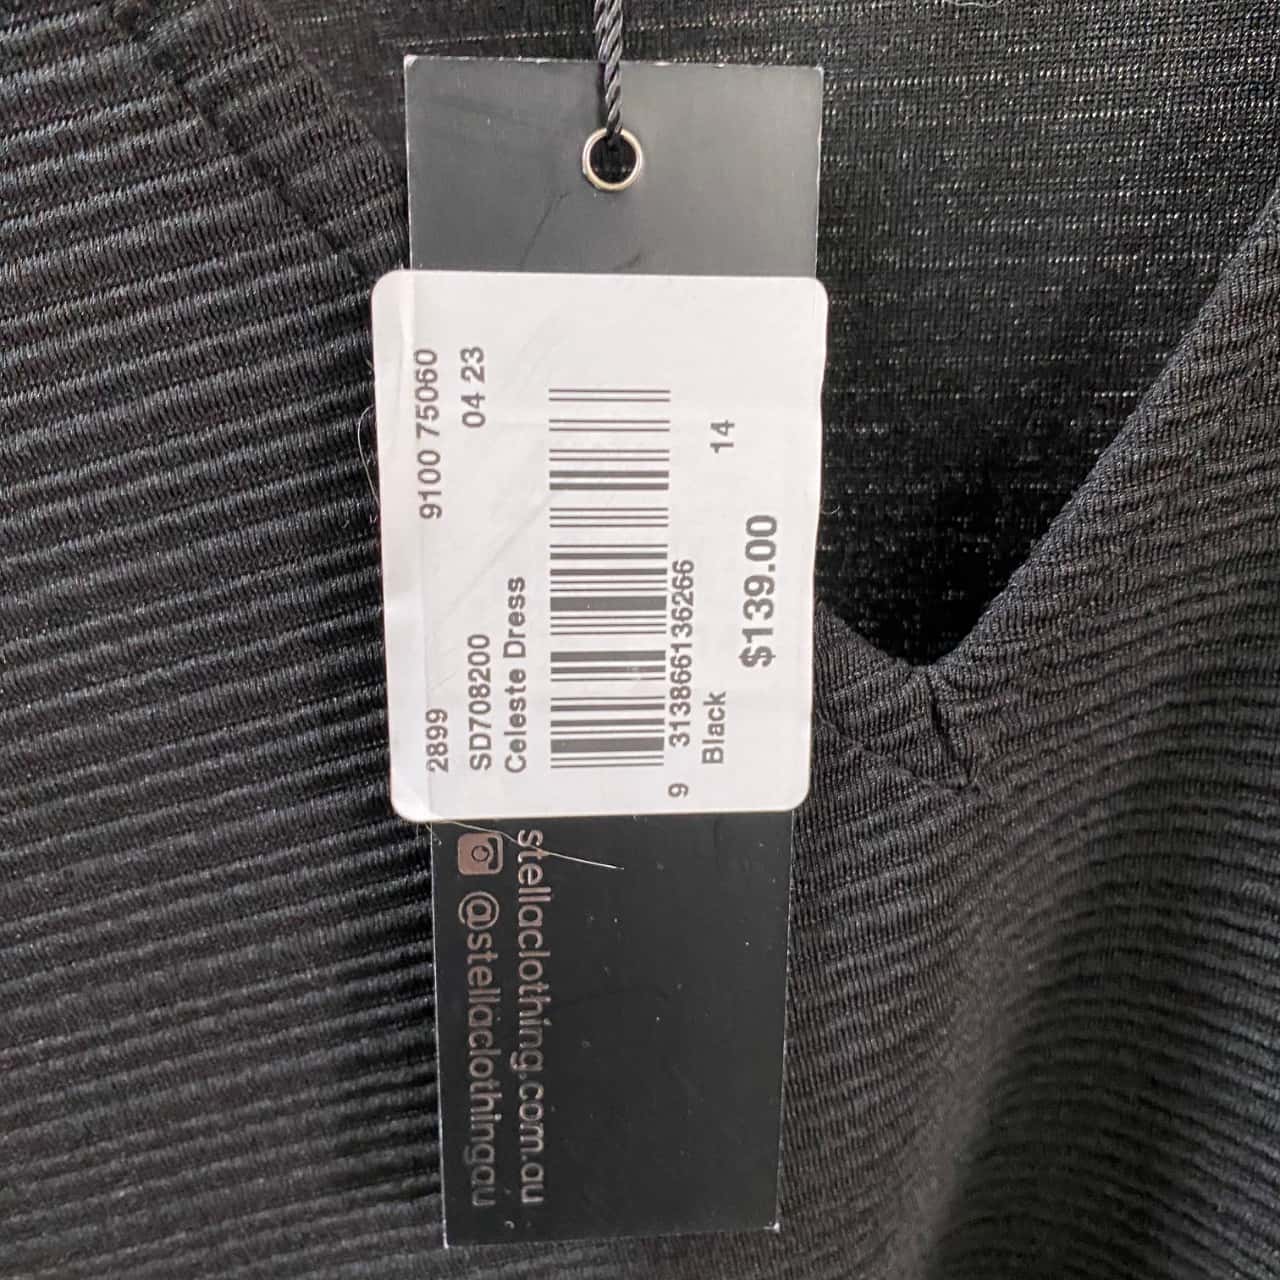 2899 9100 75060
SD708200 04 23
Celeste Dress
9 313866136266
Black 14
$139.00
stellaclothing.com.au
@stellaclothingau